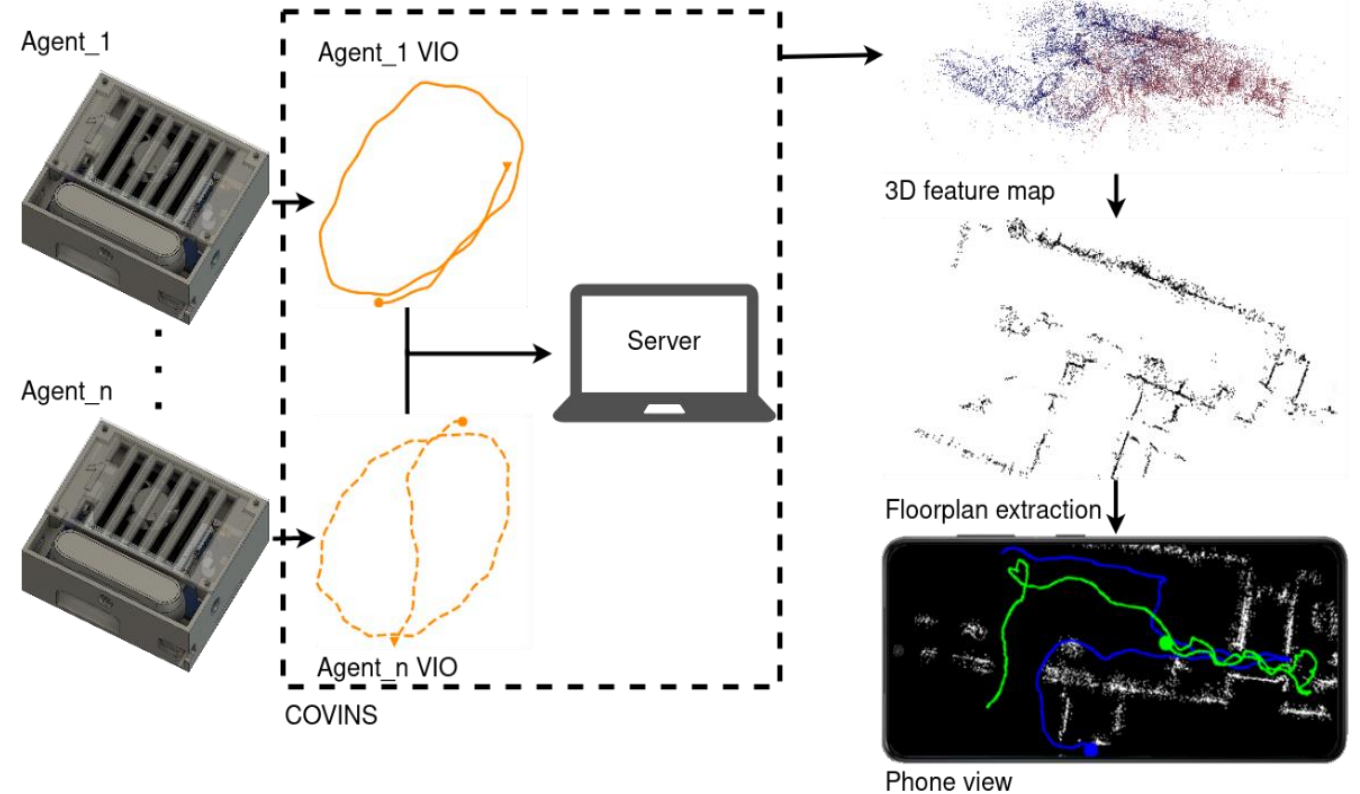 Agent_1
Agent_1 VIO
Server
Agent_n
Agent_n VIO
COVINS
3D feature map
Floorplan extraction
Phone view